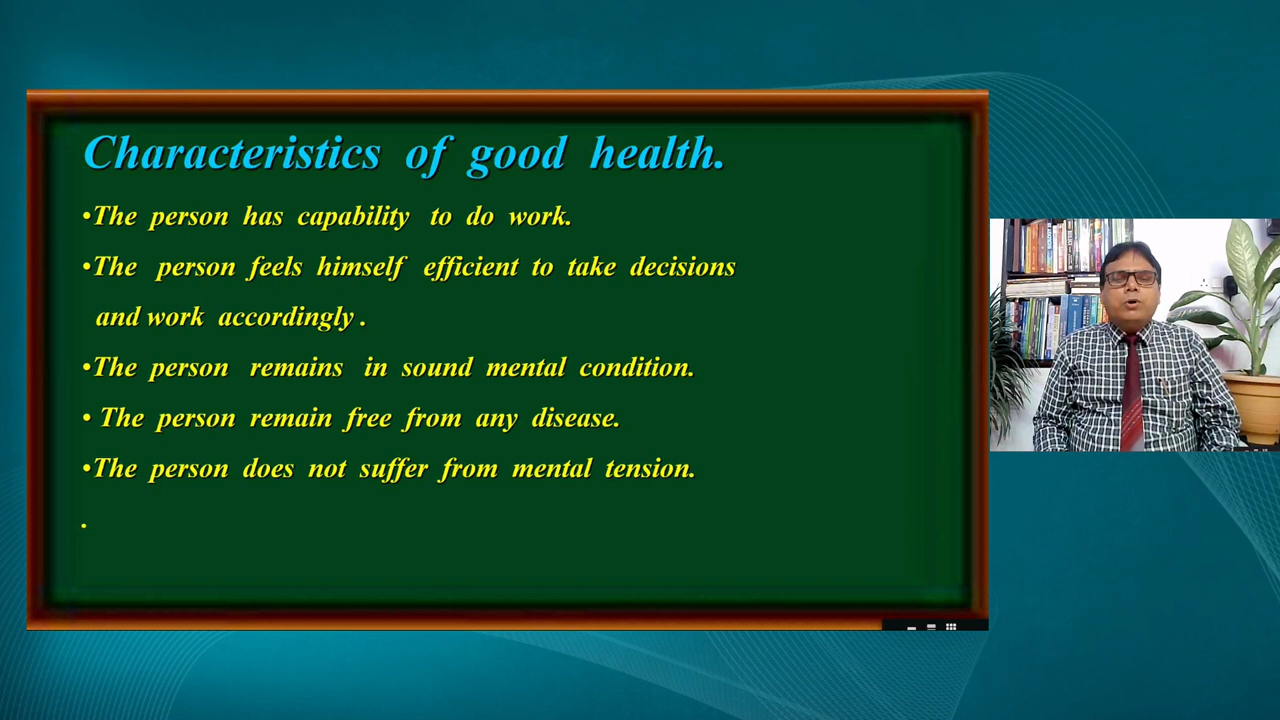 Characteristics of good health.
•The person has capability to do work.
•The person feels himself efficient to take decisions
and work accordingly .
•The person remains in sound mental condition.
• The person remain free from any disease.
•The person does not suffer from mental tension.
.